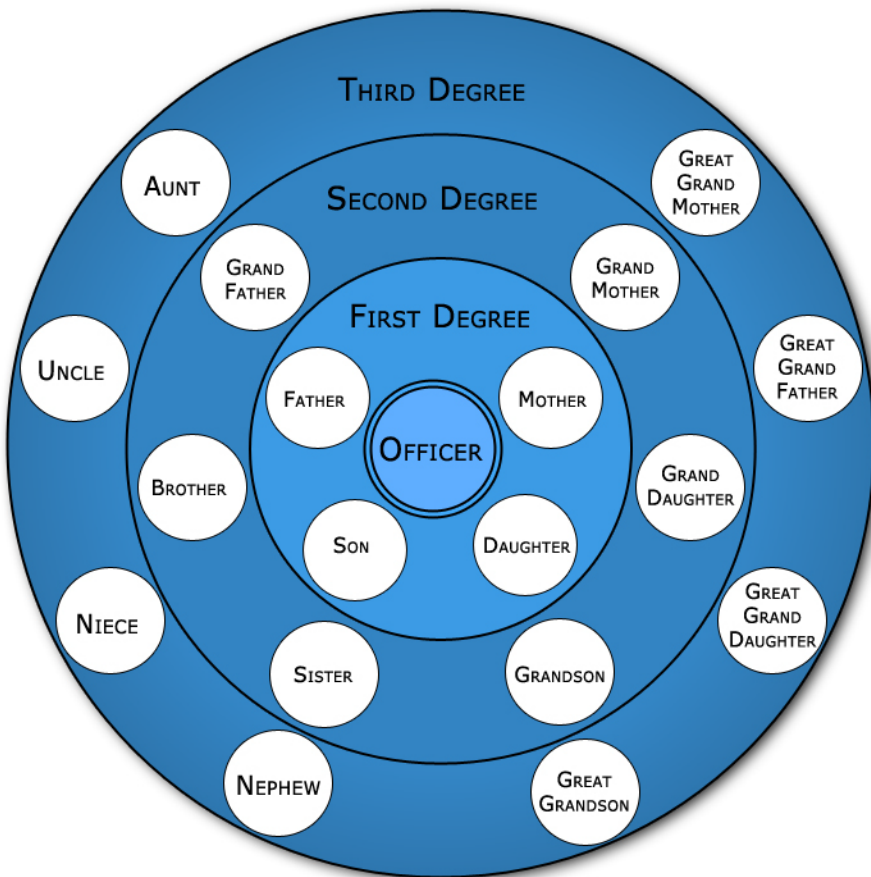 Third Degree
Aunt
Great
Grand
Mother
Second Degree
Grand
Father
Grand
Mother
First Degree
Uncle
Great
Grand
Father
Father
Mother
Officer
Brother
Grand
Daughter
Son
Daughter
Niece
Great
Grand
Daughter
Sister
Grandson
Nephew
Great
Grandson